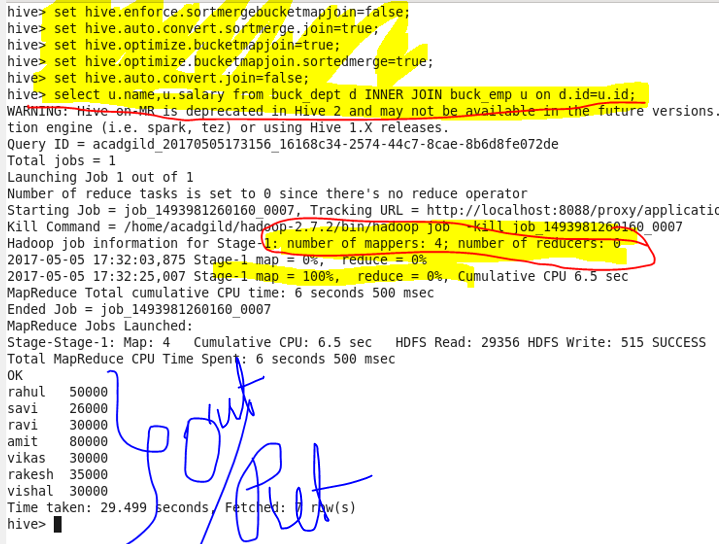 hive> set hive.enforce.sortmergebucketmapjoin=false;
hive> set hive.auto.convert.sortmerge.join=true;
hive> set hive.optimize.bucketmapjoin=true;
hive> set hive.optimize.bucketmapjoin.sortedmerge=true;
hive> set hive.auto.convert.join=false;
hive> select u.name,u.salary from buck_dept d INNER JOIN buck_emp u on d.id=u.id;
WARNING: Hive-on-MR is deprecated in Hive 2 and may not be available in the future versions.
tion engine (i.e. spark, tez) or using Hive 1.X releases.
Query ID = acadgild_20170505173156_16168c34-2574-44c7-8cae-8b6d8fe072de
Total jobs = 1
Launching Job 1 out of 1
Number of reduce tasks is set to 0 since there's no reduce operator
Starting Job = job_1493981260160_0007, Tracking URL = http://localhost:8088/proxy/applicatio
Kill Command = /home/acadgild/hadoop-2.7.2/bin/hadoop job  -kill job_1493981260160_0007
Hadoop job information for Stage-1: number of mappers: 4; number of reducers: 0
2017-05-05 17:32:03,875 Stage-1 map = 0%,  reduce = 0%
2017-05-05 17:32:25,007 Stage-1 map = 100%,  reduce = 0%, Cumulative CPU 6.5 sec
MapReduce Total cumulative CPU time: 6 seconds 500 msec
Ended Job = job_1493981260160_0007
MapReduce Jobs Launched:
Stage-Stage-1: Map: 4   Cumulative CPU: 6.5 sec   HDFS Read: 29356 HDFS Write: 515 SUCCESS
Total MapReduce CPU Time Spent: 6 seconds 500 msec
OK
rahul   50000
savi    26000
ravi    30000
amit    80000
vikas   30000
rakesh  35000
vishal  30000
Out
Put
Time taken: 29.499 seconds, Fetched: 7 row(s)
hive>